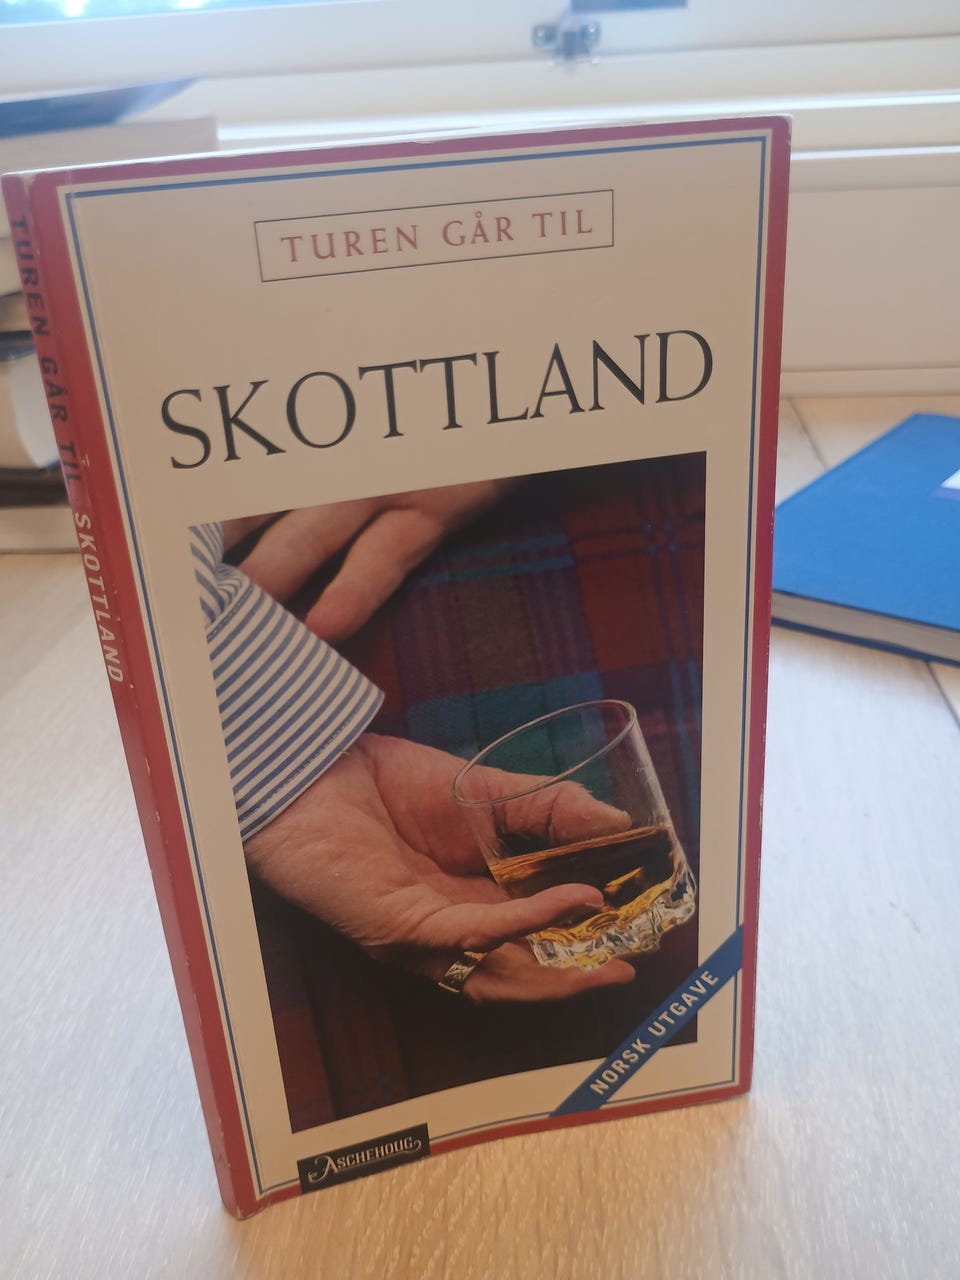 TUREN GÅR TIL
SKOTTLAND
NORSK UTGAVE
ASCHEHOUG
TUREN GÅR TIL SKOTTLAND